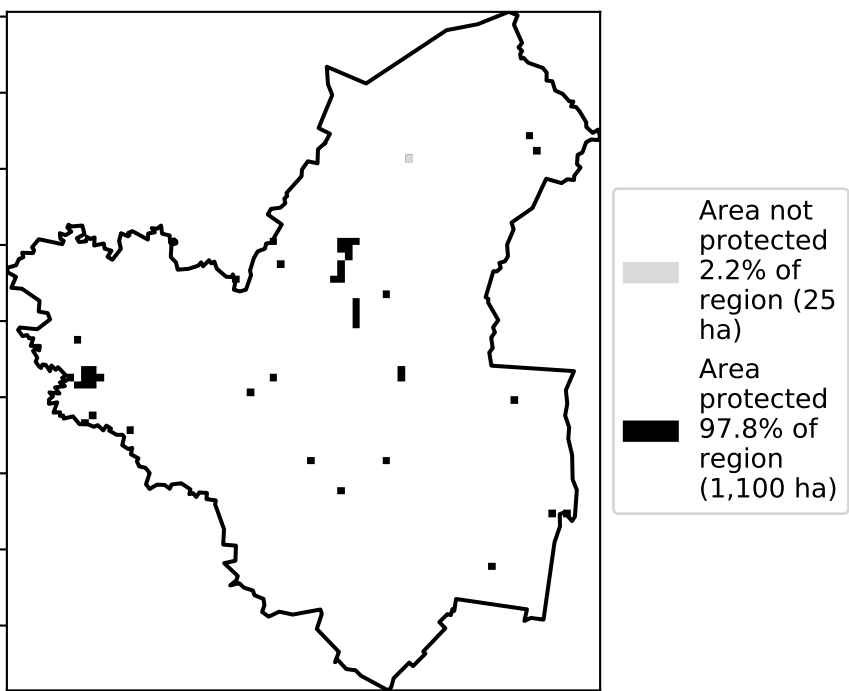 Area not
protected
2.2% of
region (25
ha)
Area
protected
97.8% of
region
(1,100 ha)